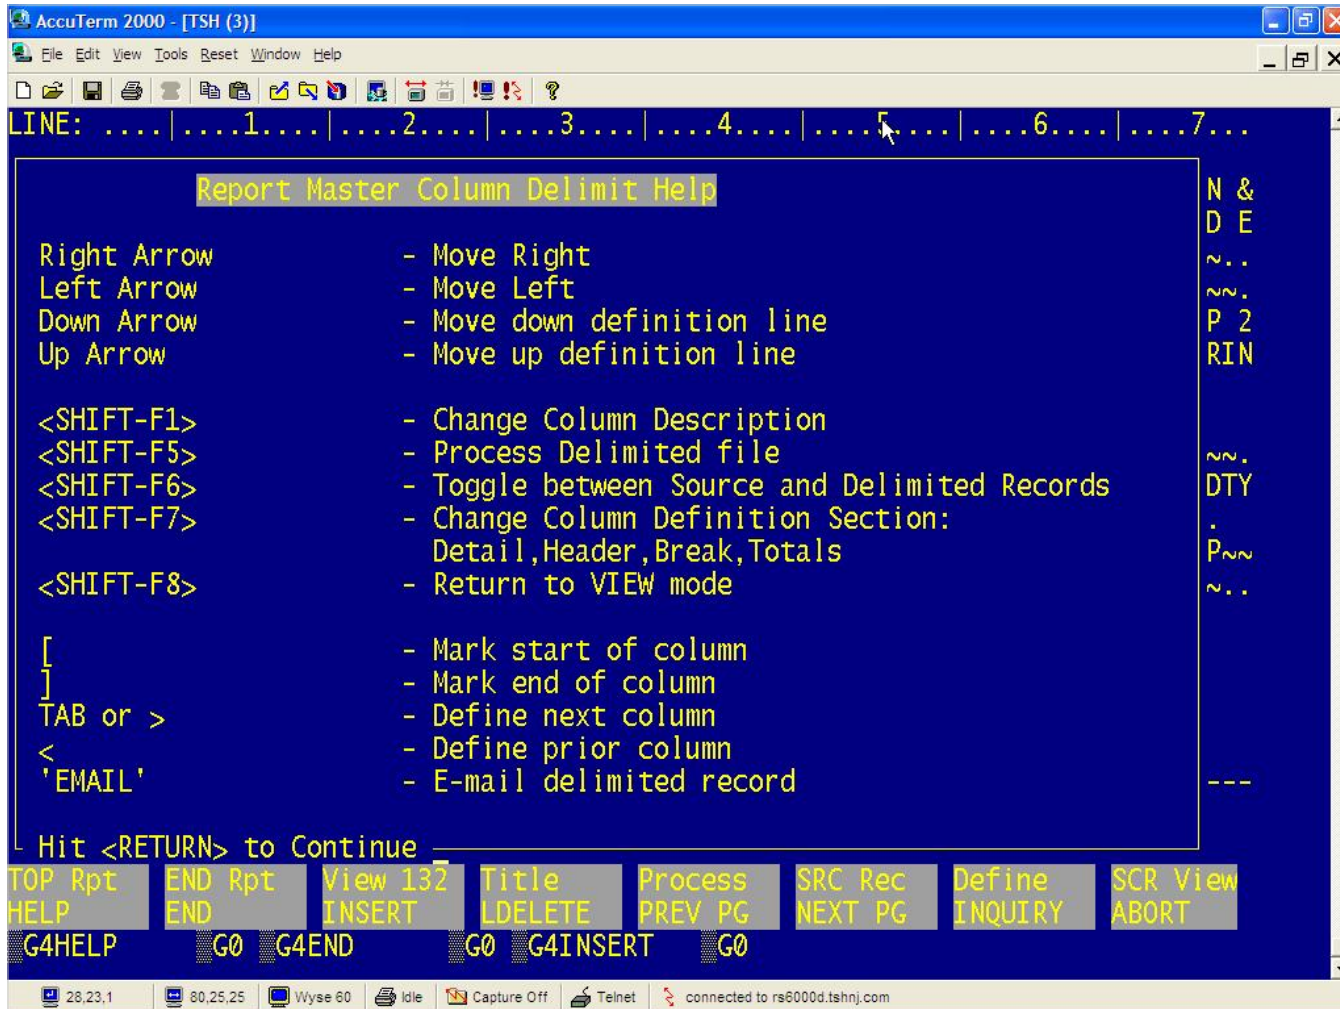 AccuTerm 2000 - [TSH (3)]
File Edit View Tools Reset Window Help
LINE: ....|....1....|....2....|....3....|....4....|....5....|....6....|....7...
Report Master Column Delimit Help N &
D E
Right Arrow - Move Right ~..
Left Arrow - Move Left ~~.
Down Arrow - Move down definition line P 2
Up Arrow - Move up definition line RIN
<SHIFT-F1> - Change Column Description
<SHIFT-F5> - Process Delimited file ~~.
<SHIFT-F6> - Toggle between Source and Delimited Records DTY
<SHIFT-F7> - Change Column Definition Section: .
Detail,Header,Break,Totals P~~
<SHIFT-F8> - Return to VIEW mode ~..
[ - Mark start of column
] - Mark end of column
TAB or > - Define next column
< - Define prior column
'EMAIL' - E-mail delimited record ---
Hit <RETURN> to Continue _
TOP Rpt END Rpt View 132 Title Process SRC Rec Define SCR View
HELP END INSERT LDELETE PREV PG NEXT PG INQUIRY ABORT
G4HELP G0 G4END G0 G4INSERT G0
28,23,1 80,25,25 Wyse 60 Idle Capture Off Telnet connected to rs6000d.tshnj.com